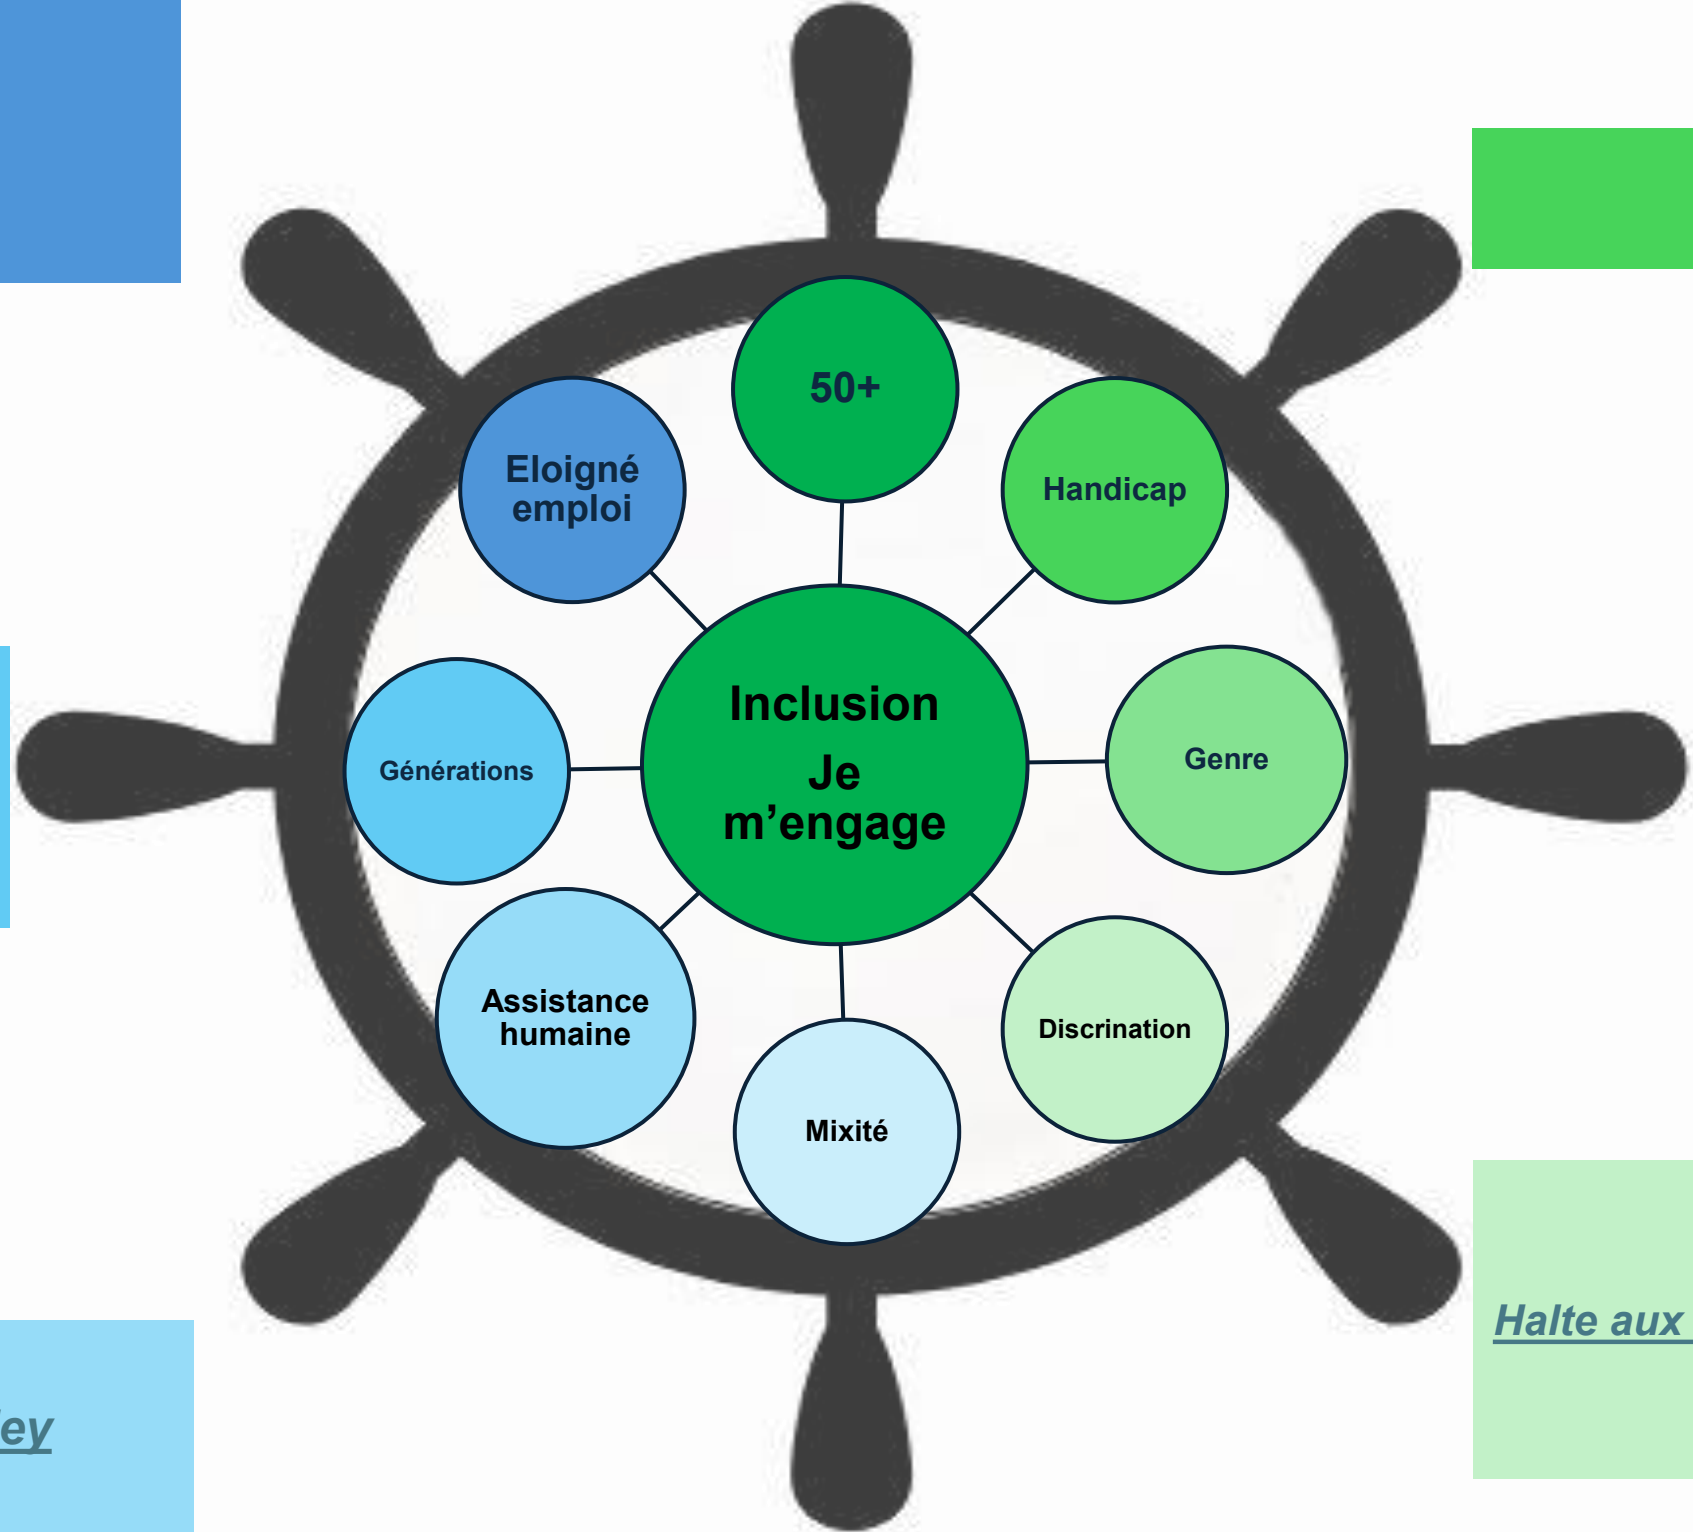 50+
Eloigné
emploi
Handicap
Inclusion
Je
m’engage
Générations
Genre
Assistance
humaine
Discrination
Mixité
Halte aux